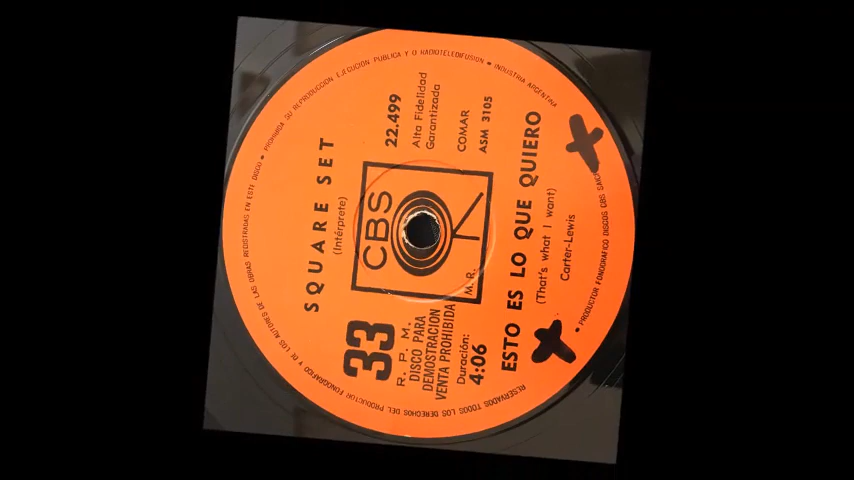 SQUARE SET
(Intérprete)
33
R. P. M.
DISCO PARA
DEMOSTRACION
VENTA PROHIBIDA
Duración:
4:06
CBS
M. R.
22.499
Alta Fidelidad
Garantizada
COMAR
ASM 3105
ESTO ES LO QUE QUIERO
(That's what I want)
Carter-Lewis
RESERVADOS TODOS LOS DERECHOS DEL PRODUCTOR FONOGRAFICO Y DE LOS AUTORES DE LAS OBRAS REGISTRADAS EN ESTE DISCO • PROHIBIDA SU REPRODUCCION EJECUCION PUBLICA Y O RADIOTELEDIFUSION • INDUSTRIA ARGENTINA
• PRODUCTOR FONOGRAFICO DISCOS CBS